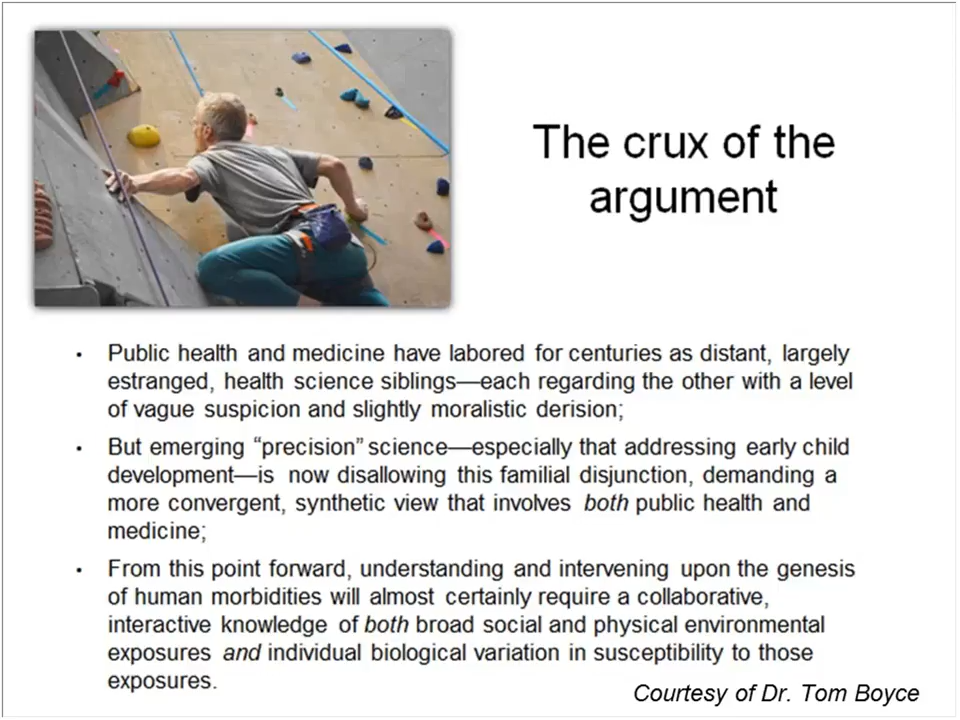 The crux of the
argument
• Public health and medicine have labored for centuries as distant, largely
estranged, health science siblings—each regarding the other with a level
of vague suspicion and slightly moralistic derision;
• But emerging “precision” science—especially that addressing early child
development—is now disallowing this familial disjunction, demanding a
more convergent, synthetic view that involves both public health and
medicine;
• From this point forward, understanding and intervening upon the genesis
of human morbidities will almost certainly require a collaborative,
interactive knowledge of both broad social and physical environmental
exposures and individual biological variation in susceptibility to those
exposures.
Courtesy of Dr. Tom Boyce